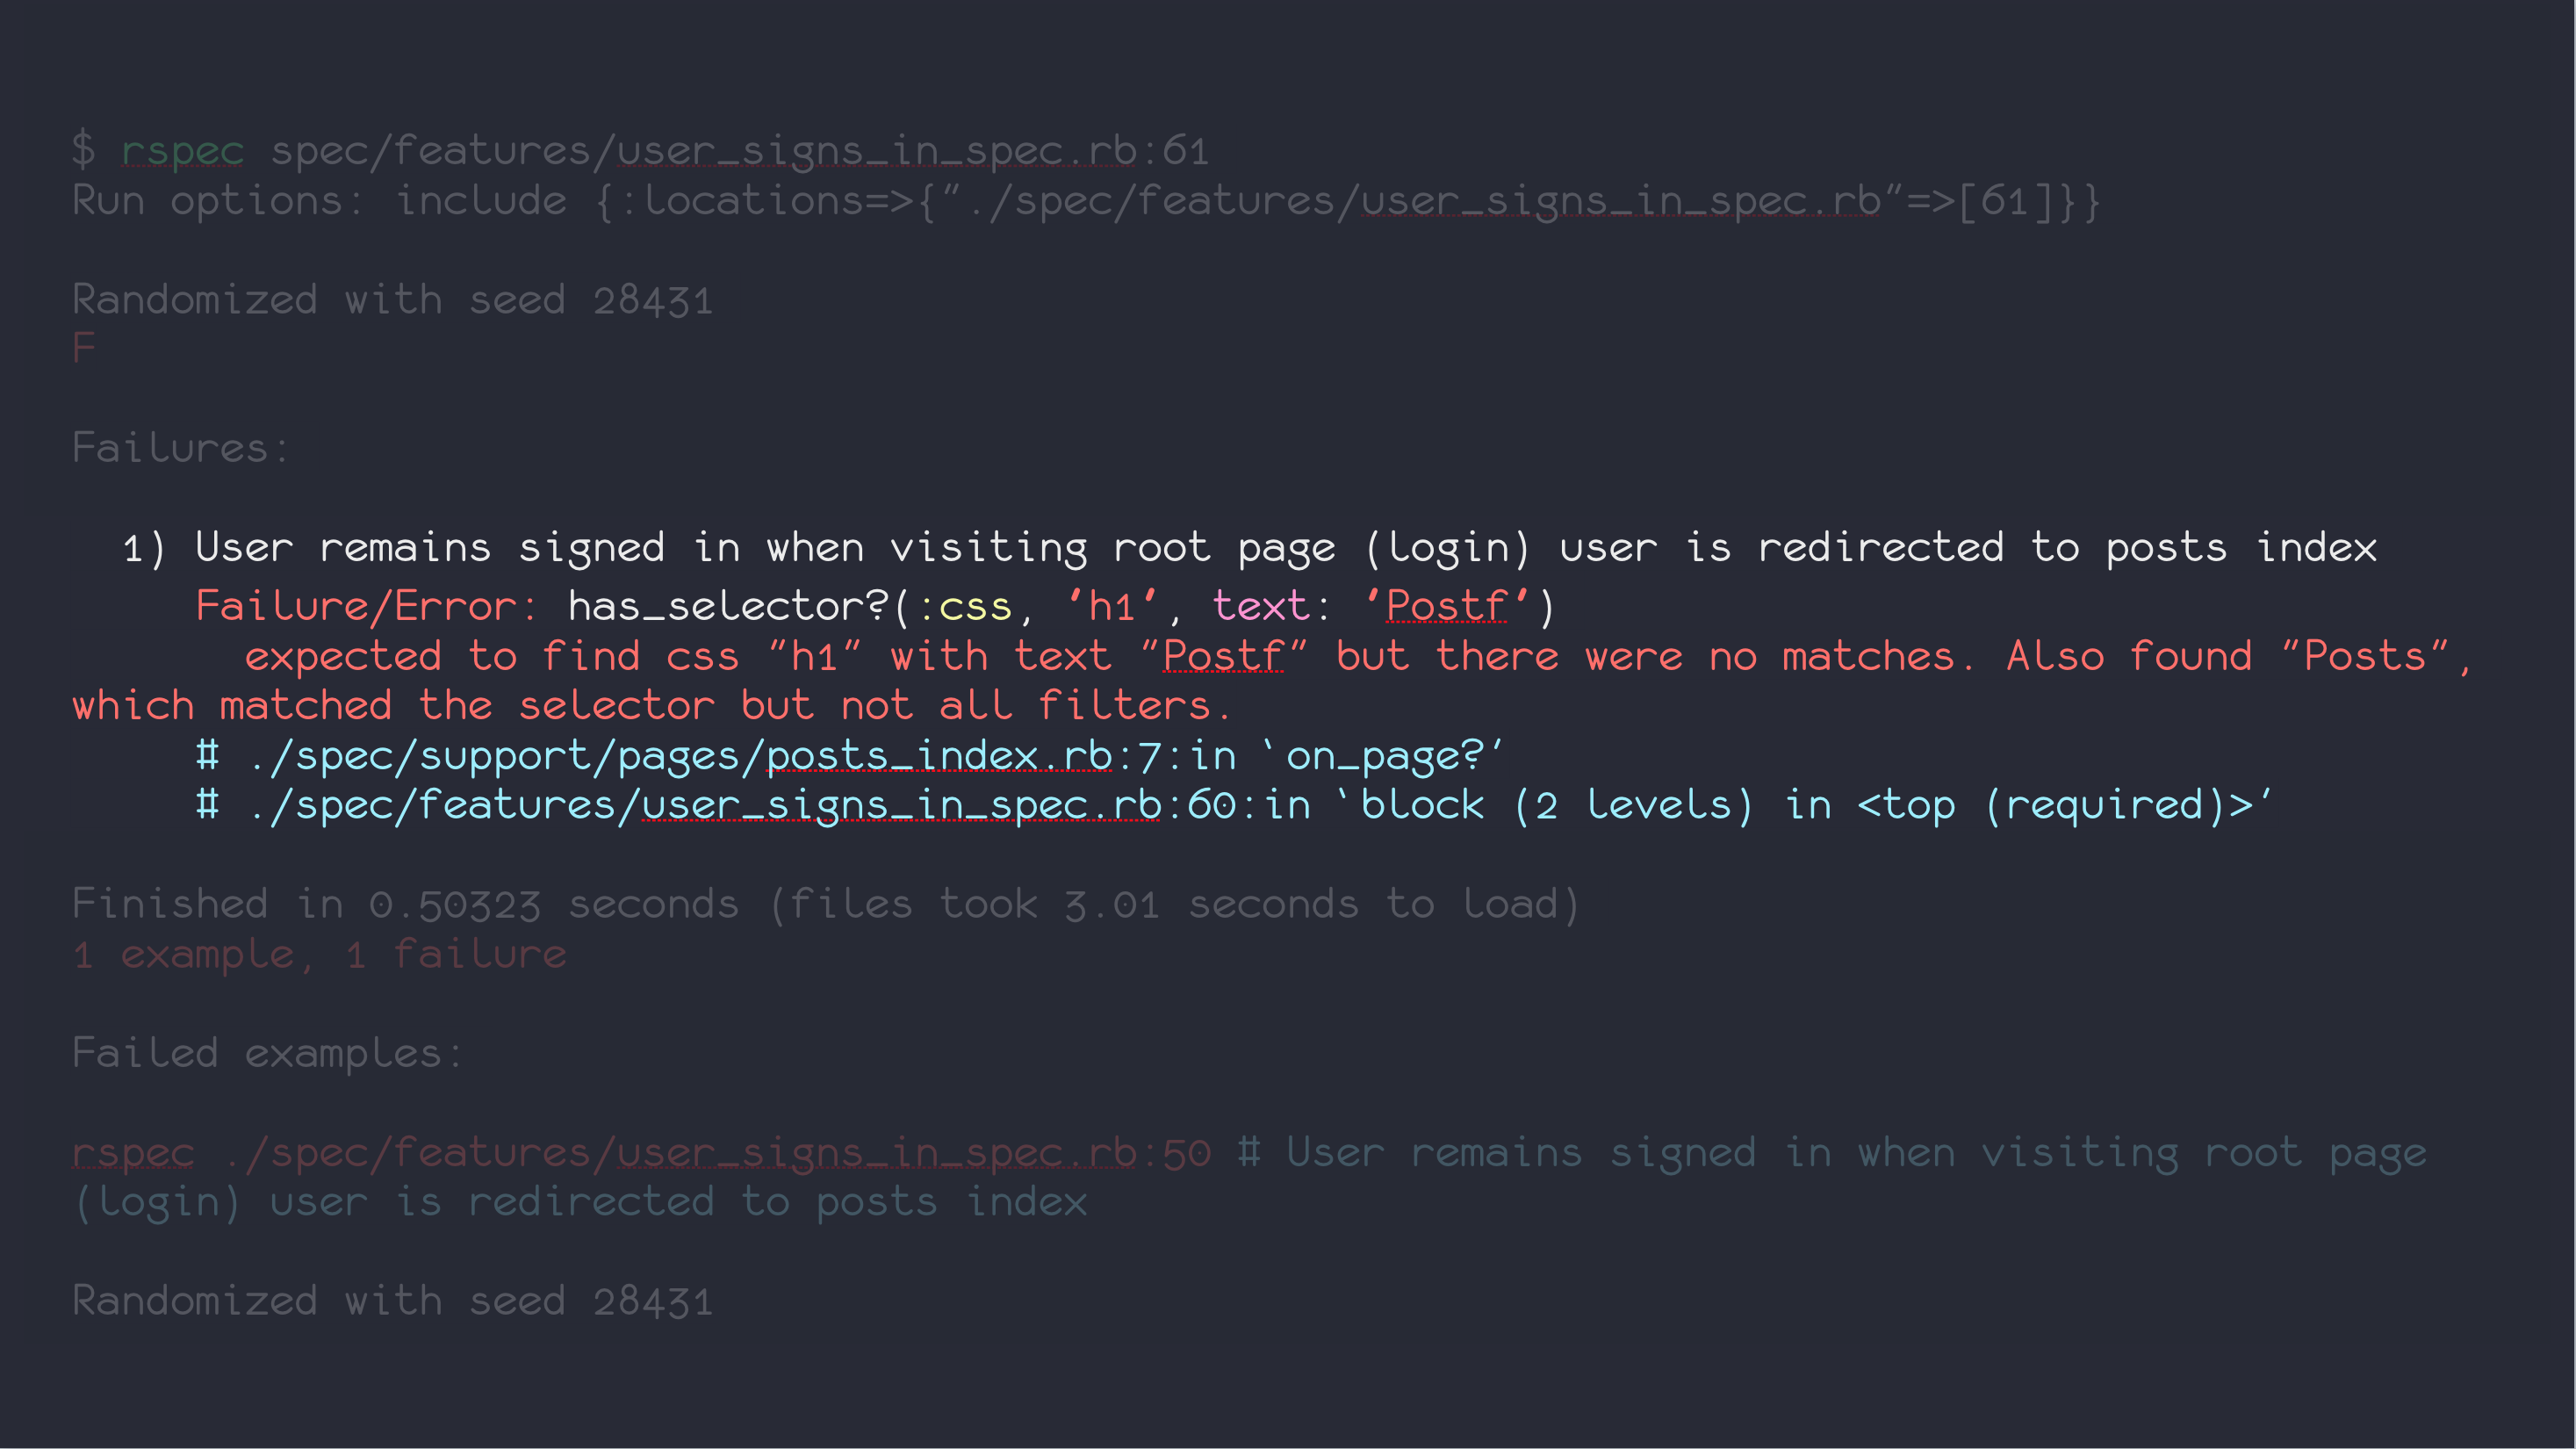 $ rspec spec/features/user_signs_in_spec.rb:61
Run options: include {:locations=>{"./spec/features/user_signs_in_spec.rb"=>[61]}}
Randomized with seed 28431
F
Failures:
1) User remains signed in when visiting root page (login) user is redirected to posts index
Failure/Error: has_selector?(:css, 'h1', text: 'Postf')
expected to find css "h1" with text "Postf" but there were no matches. Also found "Posts",
which matched the selector but not all filters.
# ./spec/support/pages/posts_index.rb:7:in `on_page?'
# ./spec/features/user_signs_in_spec.rb:60:in `block (2 levels) in <top (required)>'
Finished in 0.50323 seconds (files took 3.01 seconds to load)
1 example, 1 failure
Failed examples:
rspec ./spec/features/user_signs_in_spec.rb:50 # User remains signed in when visiting root page
(login) user is redirected to posts index
Randomized with seed 28431